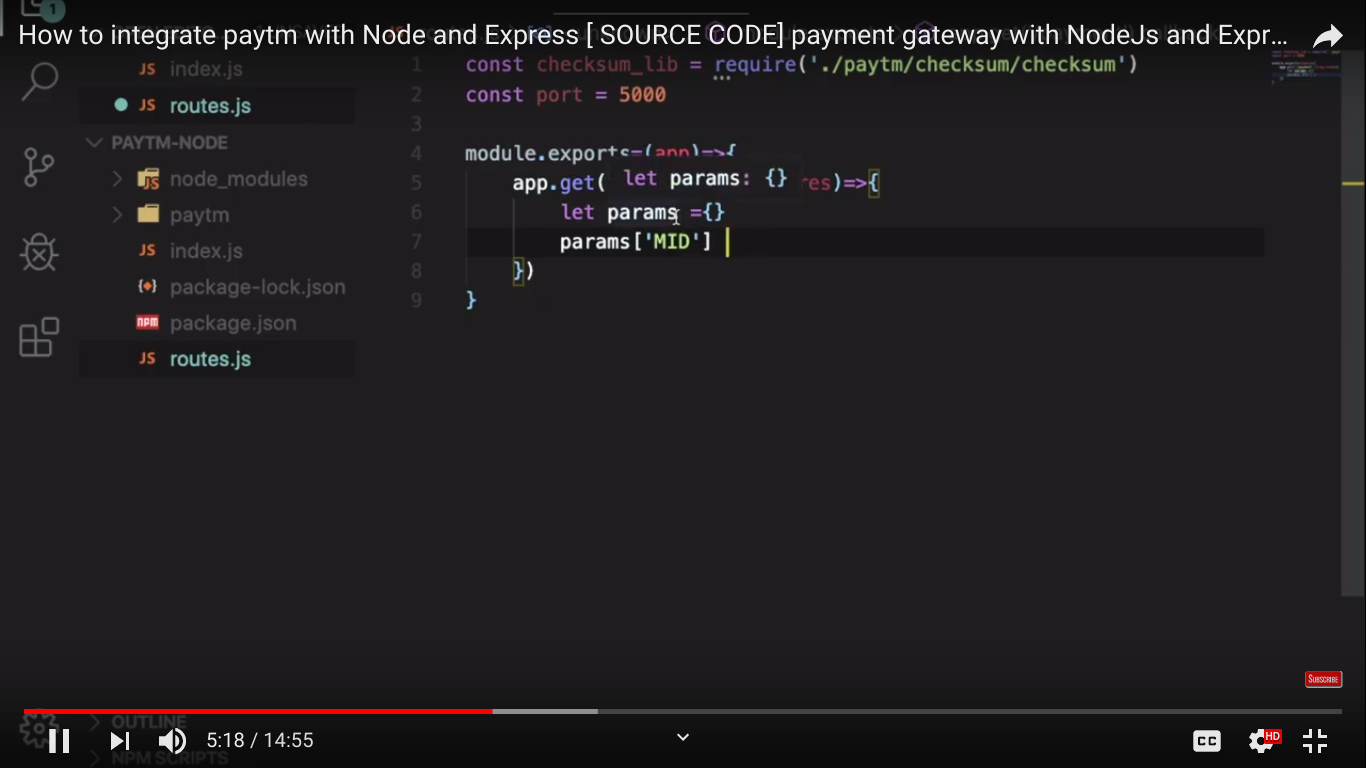 How to integrate paytm with Node and Express [ SOURCE CODE] payment gateway with NodeJs and Expr...
1
JS index.js
JS routes.js
PAYTM-NODE
node_modules
paytm
JS index.js
package-lock.json
npm package.json
JS routes.js
OUTLINE
NPM SCRIPTS
1 const checksum_lib = require('./paytm/checksum/checksum')
2 const port = 5000
3
4 module.exports=(app)=>{
5 app.get( let params: {} res)=>{
6 let params ={}
7 params['MID']
8 })
9 }
SUBSCRIBE
5:18 / 14:55
CC
HD